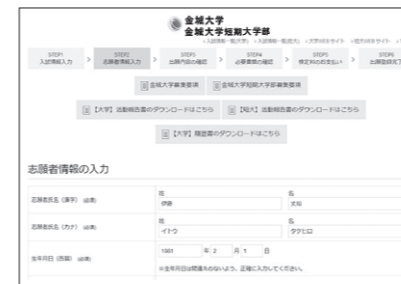 金城大学
金城大学短期大学部
STEP1 STEP2 STEP3 STEP4 STEP5 STEP6
入試情報入力 > 志願者情報入力 > 出願内容の確認 > 必要書類の確認 > 検定料のお支払い > 出願登録完了
金城大学募集要項 金城大学短期大学部募集要項
【大学】活動報告書のダウンロードはこちら 【短大】活動報告書のダウンロードはこちら
【大学】履歴書のダウンロードはこちら
志願者情報の入力
志願者氏名（漢字） 必須 姓 名
伊藤
志願者氏名（カナ） 必須 姓 名
イトウ
生年月日（西暦） 必須 1981 年 2 月 1 日
※生年月日は間違えのないよう、正確に入力してください。